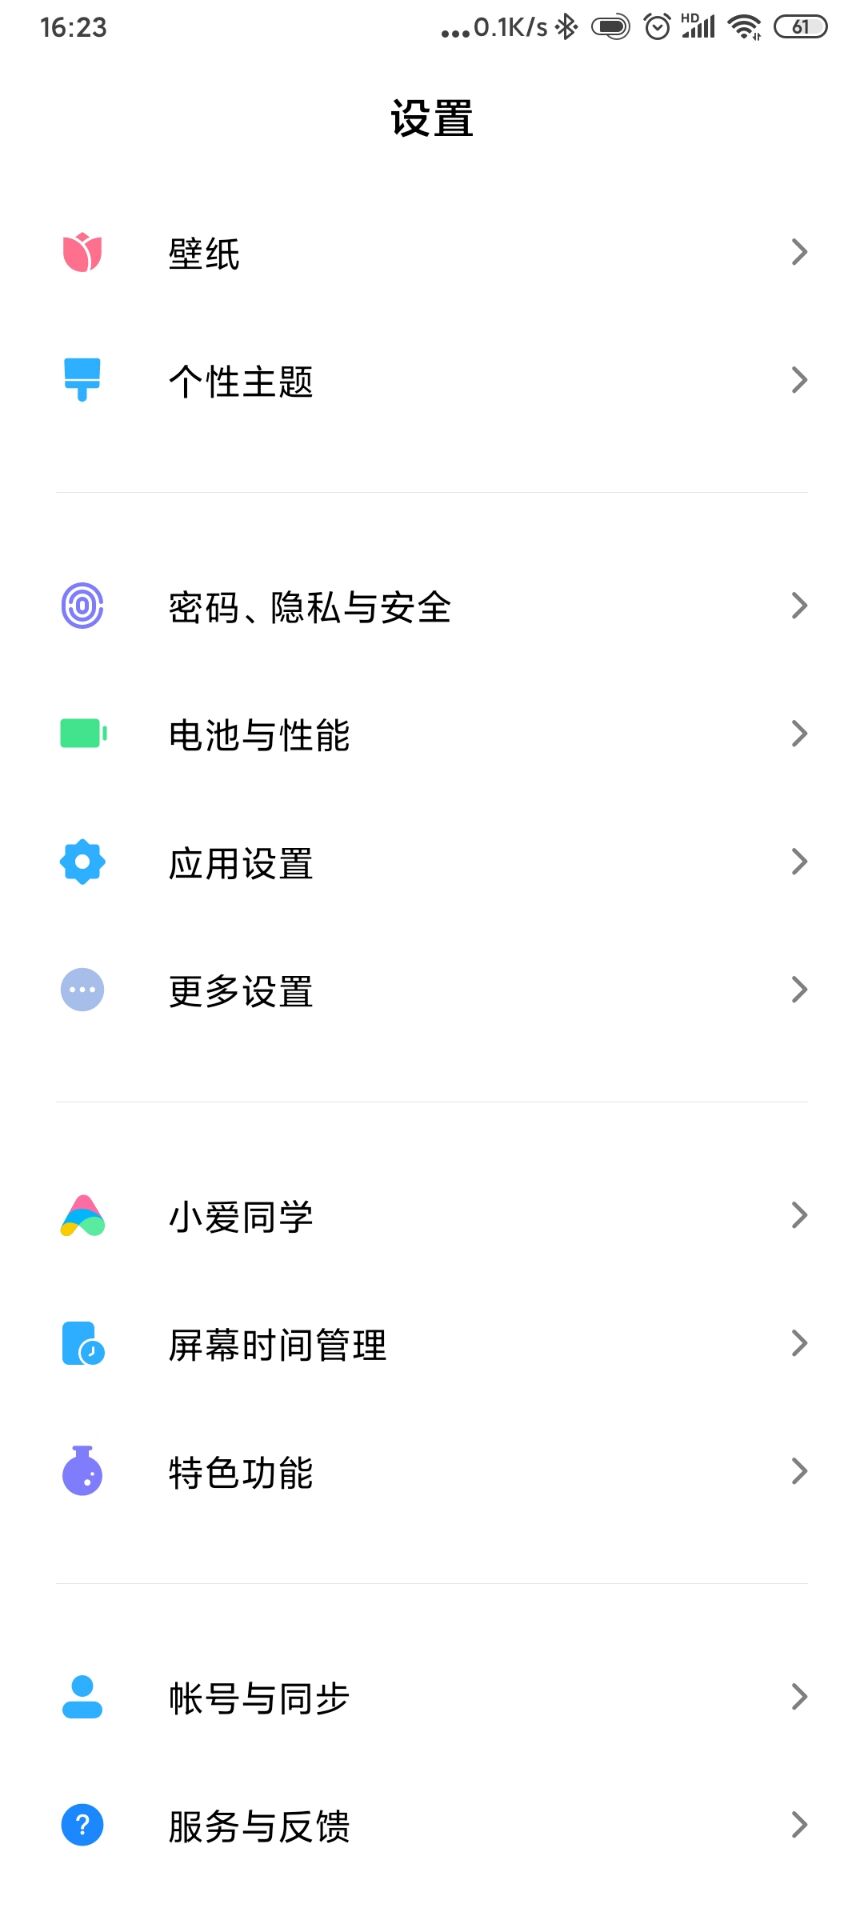 16:23 ...0.1K/s HD 61
设置
壁纸
个性主题
密码、隐私与安全
电池与性能
应用设置
更多设置
小爱同学
屏幕时间管理
特色功能
帐号与同步
服务与反馈